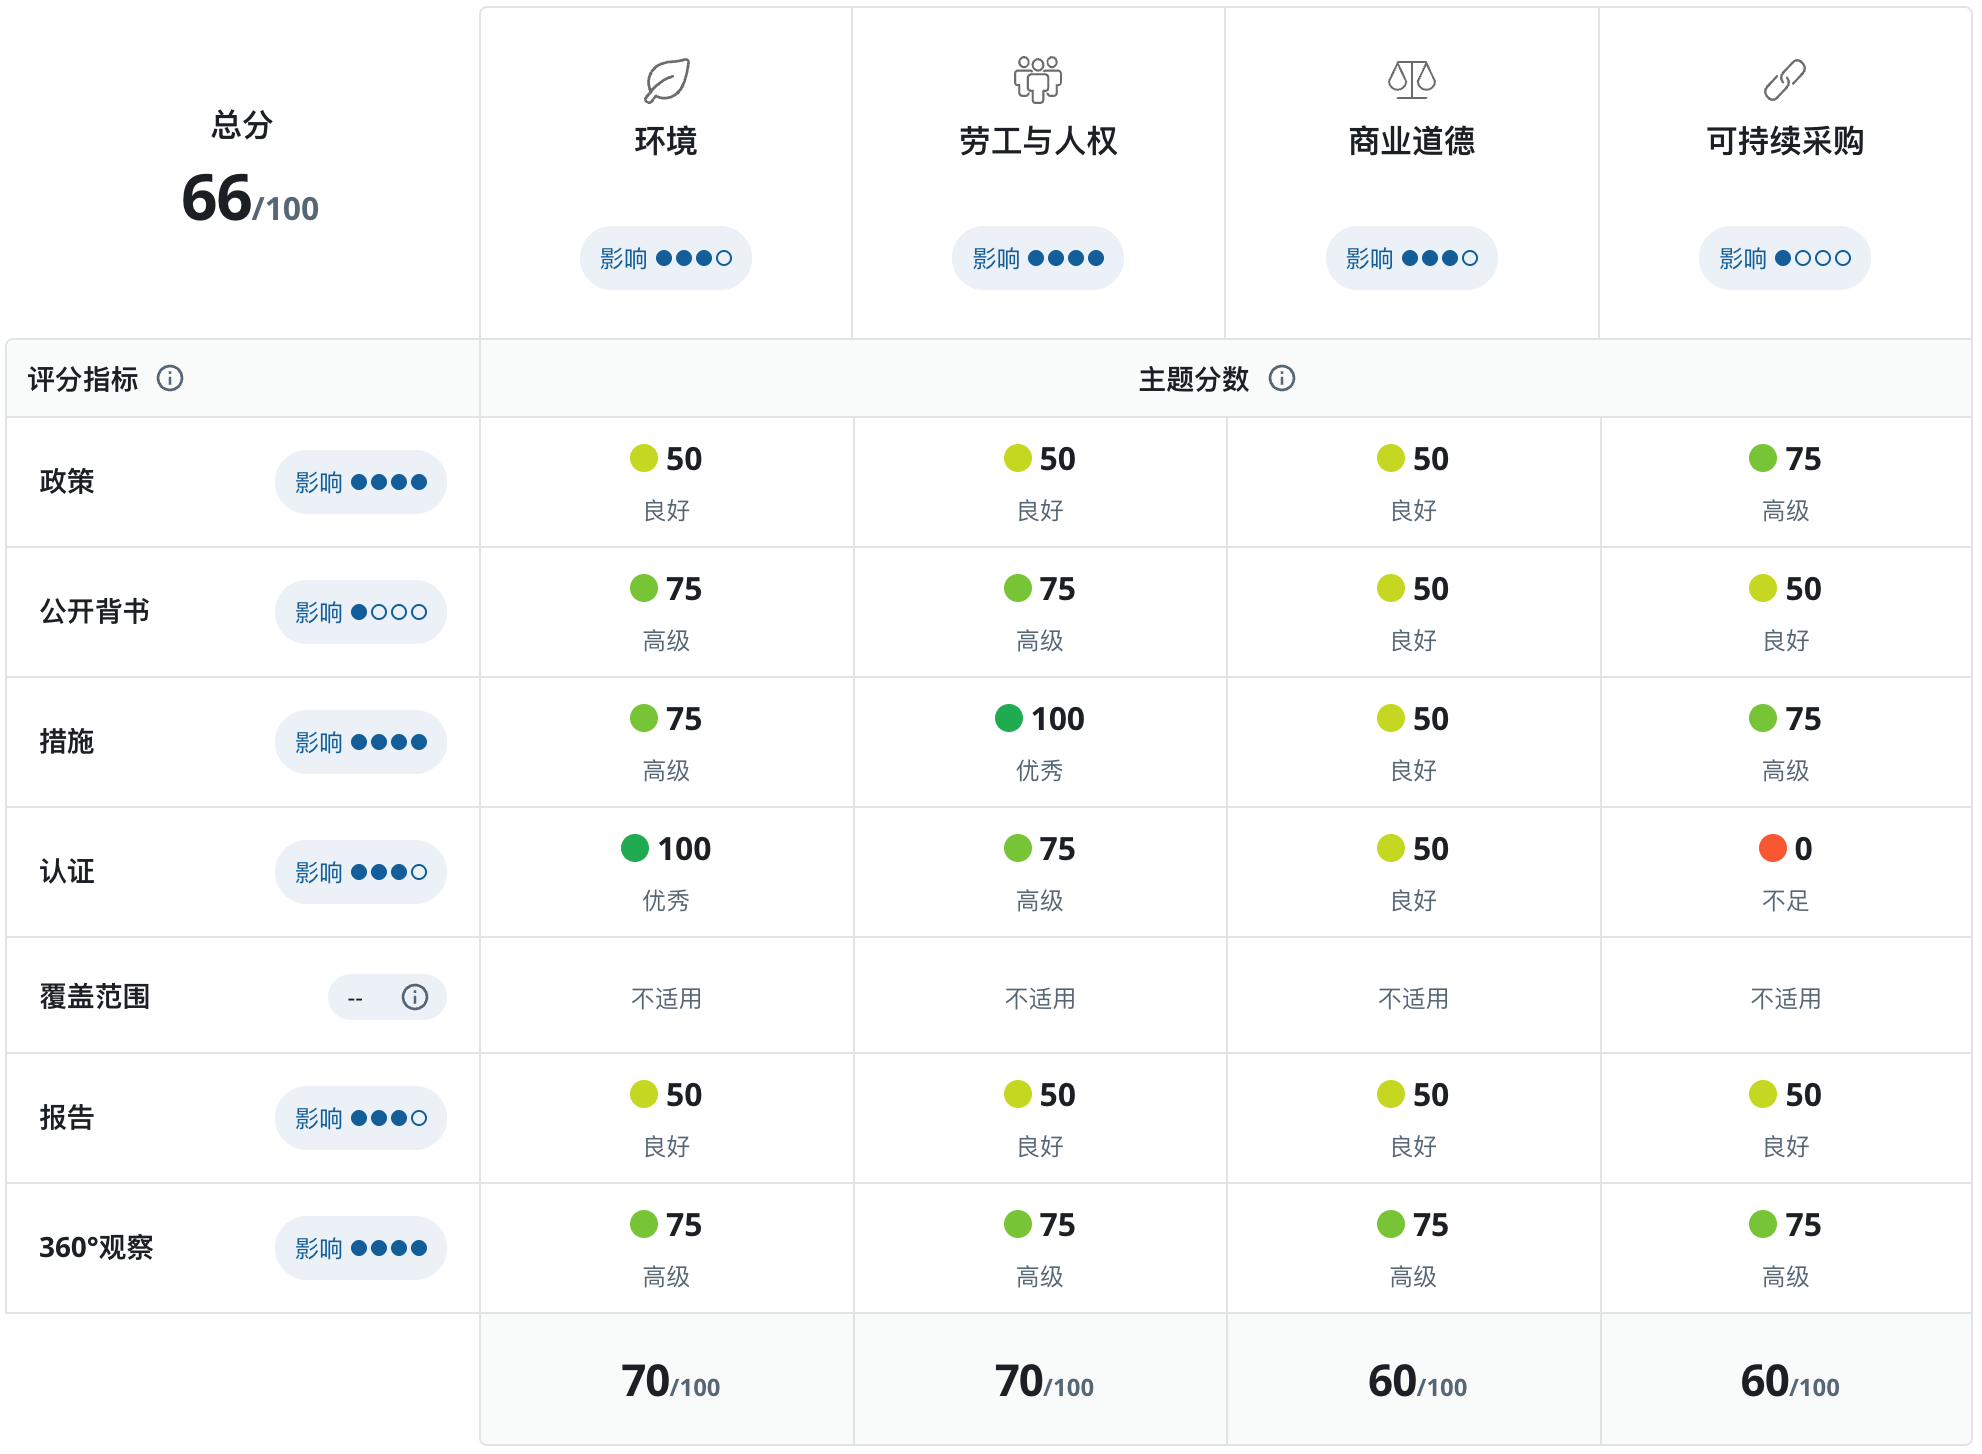 总分
66/100
环境
影响
劳工与人权
影响
商业道德
影响
可持续采购
影响
评分指标
主题分数
政策 影响
50 50 50 75
良好 良好 良好 高级
公开背书 影响
75 75 50 50
高级 高级 良好 良好
措施 影响
75 100 50 75
高级 优秀 良好 高级
认证 影响
100 75 50 0
优秀 高级 良好 不足
覆盖范围 -- 不适用 不适用 不适用 不适用
报告 影响
50 50 50 50
良好 良好 良好 良好
360°观察 影响
75 75 75 75
高级 高级 高级 高级
70/100 70/100 60/100 60/100